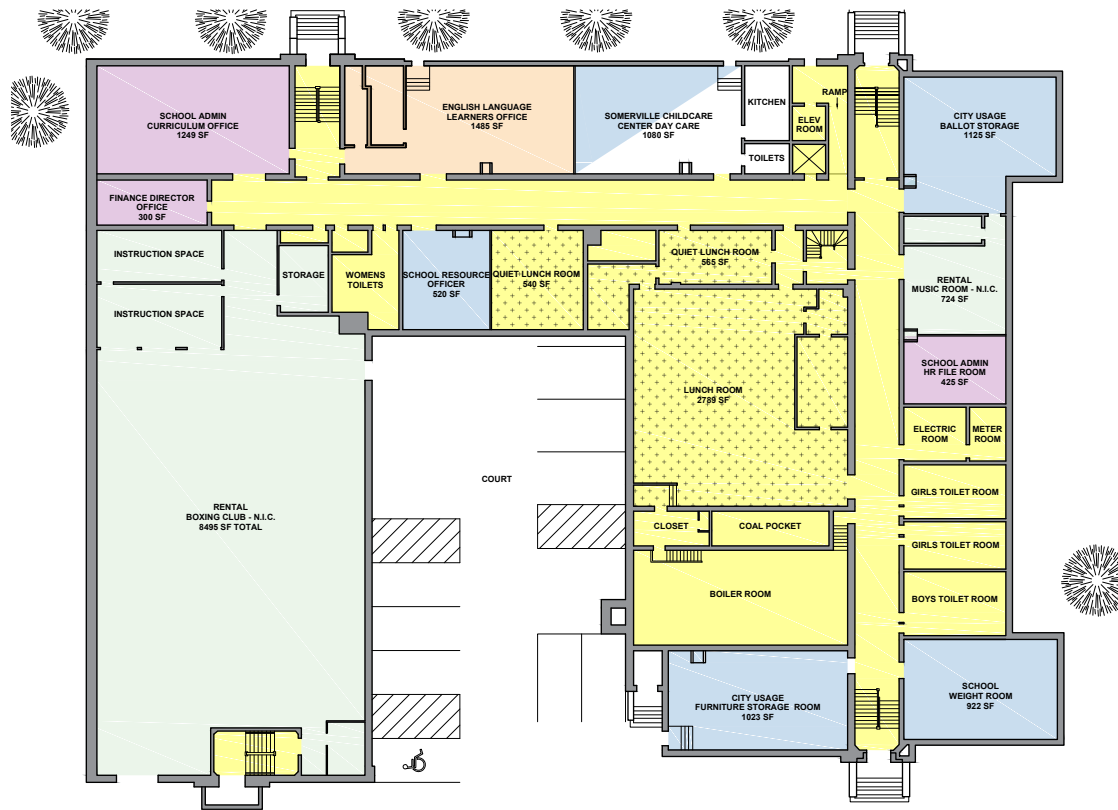 SCHOOL ADMIN
CURRICULUM OFFICE
1249 SF
ENGLISH LANGUAGE
LEARNERS OFFICE
1485 SF
SOMERVILLE CHILDCARE
CENTER DAY CARE
1080 SF
KITCHEN
TOILETS
RAMP
ELEV
ROOM
CITY USAGE
BALLOT STORAGE
1125 SF
FINANCE DIRECTOR
OFFICE
300 SF
INSTRUCTION SPACE
INSTRUCTION SPACE
STORAGE
WOMENS
TOILETS
SCHOOL RESOURCE
OFFICER
520 SF
QUIET LUNCH ROOM
540 SF
QUIET LUNCH ROOM
565 SF
RENTAL
MUSIC ROOM - N.I.C.
724 SF
SCHOOL ADMIN
HR FILE ROOM
425 SF
LUNCH ROOM
2789 SF
ELECTRIC
ROOM
METER
ROOM
COURT
GIRLS TOILET ROOM
RENTAL
BOXING CLUB - N.I.C.
8495 SF TOTAL
CLOSET
COAL POCKET
GIRLS TOILET ROOM
BOILER ROOM
BOYS TOILET ROOM
CITY USAGE
FURNITURE STORAGE ROOM
1023 SF
SCHOOL
WEIGHT ROOM
922 SF